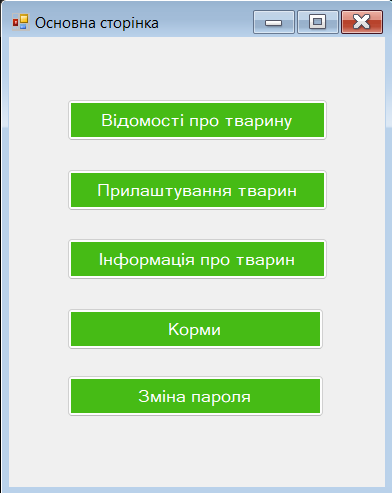 Основна сторінка
Відомості про тварину
Прилаштування тварин
Інформація про тварин
Корми
Зміна пароля